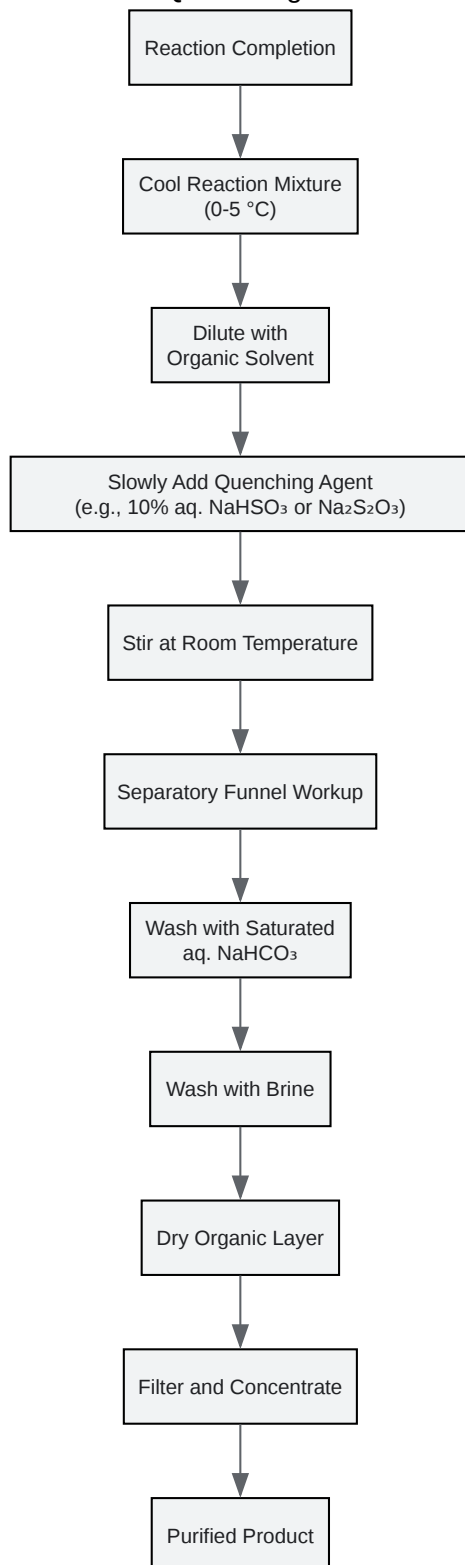 Reaction Completion
Cool Reaction Mixture
(0-5 °C)
Dilute with
Organic Solvent
Slowly Add Quenching Agent
(e.g., 10% aq. NaHSO₃ or Na₂S₂O₃)
Stir at Room Temperature
Separatory Funnel Workup
Wash with Saturated
aq. NaHCO₃
Wash with Brine
Dry Organic Layer
Filter and Concentrate
Purified Product